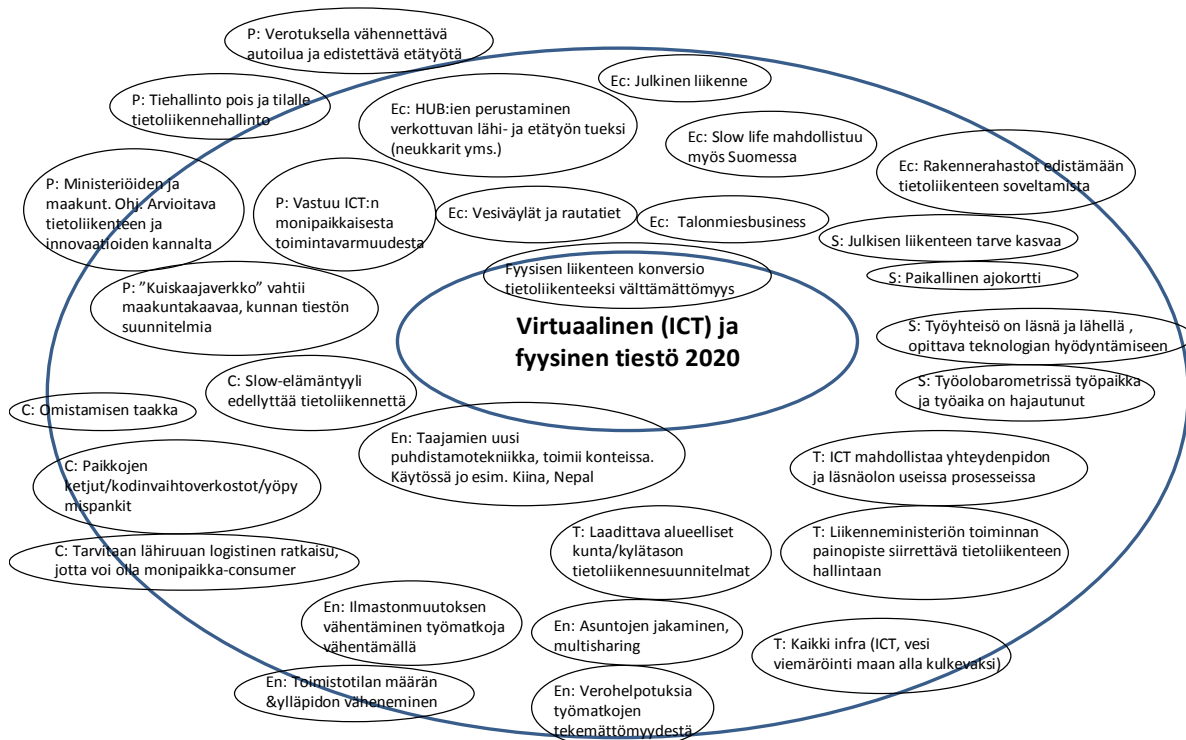 P: Verotuksella vähennettävä
autoilua ja edistettävä etätyötä
Ec: Julkinen liikenne
P: Tiehallinto pois ja tilalle
tietoliikennehallinto
Ec: HUB:ien perustaminen
verkottuvan lähi- ja etätyön tueksi
(neukkarit yms.)
Ec: Slow life mahdollistuu
myös Suomessa
Ec: Rakennerahastot edistämään
tietoliikenteen soveltamista
P: Ministeriöiden ja
maakunt. Ohj. Arvioitava
tietoliikenteen ja
innovaatioiden kannalta
P: Vastuu ICT:n
monipaikkaisesta
toimintavarmuudesta
Ec: Vesiväylät ja rautatiet
Ec: Talonmiesbusiness
S: Julkisen liikenteen tarve kasvaa
S: Paikallinen ajokortti
P: ”Kuiskaajaverkko” vahtii
maakuntakaavaa, kunnan tiestön
suunnitelmia
Fyysisen liikenteen konversio
tietoliikenteeksi välttämättömyys
Virtuaalinen (ICT) ja
fyysinen tiestö 2020
S: Työyhteisö on läsnä ja lähellä ,
opittava teknologian hyödyntämiseen
S: Työolobarometrissä työpaikka
ja työaika on hajautunut
C: Slow-elämäntyyli
edellyttää tietoliikennettä
C: Omistamisen taakka
En: Taajamien uusi
puhdistamotekniikka, toimii konteissa.
Käytössä jo esim. Kiina, Nepal
C: Paikkojen
ketjut/kodinvaihtoverkostot/yöpy
mispankit
T: ICT mahdollistaa yhteydenpidon
ja läsnäolon useissa prosesseissa
T: Laadittava alueelliset
kunta/kylätason
tietoliikennesuunnitelmat
T: Liikenneministeriön toiminnan
painopiste siirrettävä tietoliikenteen
hallintaan
C: Tarvitaan lähiruuan logistinen ratkaisu,
jotta voi olla monipaikka-consumer
En: Ilmastonmuutoksen
vähentäminen työmatkoja
vähentämällä
En: Asuntojen jakaminen,
multisharing
T: Kaikki infra (ICT, vesi
viemäröinti maan alla kulkevaksi)
En: Toimistotilan määrän
&ylläpidon väheneminen
En: Verohelpotuksia
työmatkojen
tekemättömyydestä